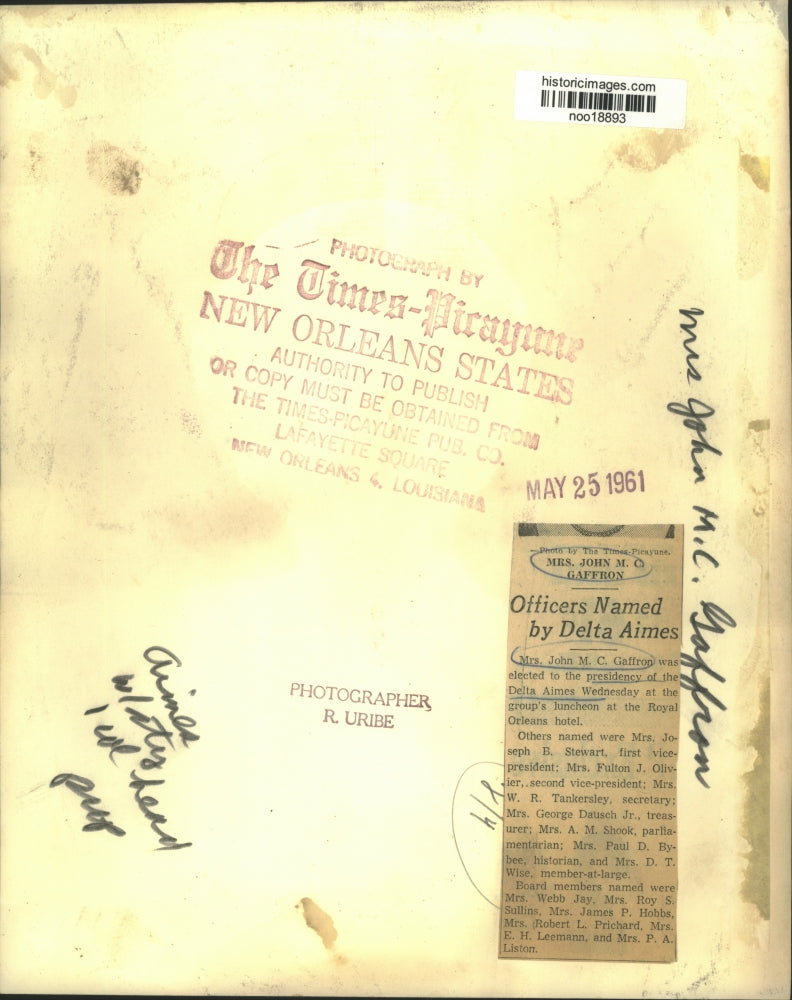 historicimages.com
noo18893
PHOTOGRAPH BY
The Times-Picayune
NEW ORLEANS STATES
AUTHORITY TO PUBLISH
OR COPY MUST BE OBTAINED FROM
THE TIMES-PICAYUNE PUB. CO.
LAFAYETTE SQUARE
NEW ORLEANS 4, LOUISIANA
MAY 25 1961
Mrs John M.C. Gaffron
Photo by The Times-Picayune.
MRS. JOHN M. C.
GAFFRON
Officers Named
by Delta Aimes
Mrs. John M. C. Gaffron was
elected to the presidency of the
Delta Aimes Wednesday at the
group's luncheon at the Royal
Orleans hotel.
Others named were Mrs. Jo-
seph B. Stewart, first vice-
president; Mrs. Fulton J. Oliv-
ier, second vice-president; Mrs.
W. R. Tankersley, secretary;
Mrs. George Dausch Jr., treas-
urer; Mrs. A. M. Shook, parlia-
mentarian; Mrs. Paul D. By-
bee, historian, and Mrs. D. T.
Wise, member-at-large.
Board members named were
Mrs. Webb Jay, Mrs. Roy S.
Sullins, Mrs. James P. Hobbs,
Mrs. Robert L. Prichard, Mrs.
E. H. Leemann, and Mrs. P. A.
Liston.
PHOTOGRAPHER
R. URIBE
Aimes
w/sty
1 col head